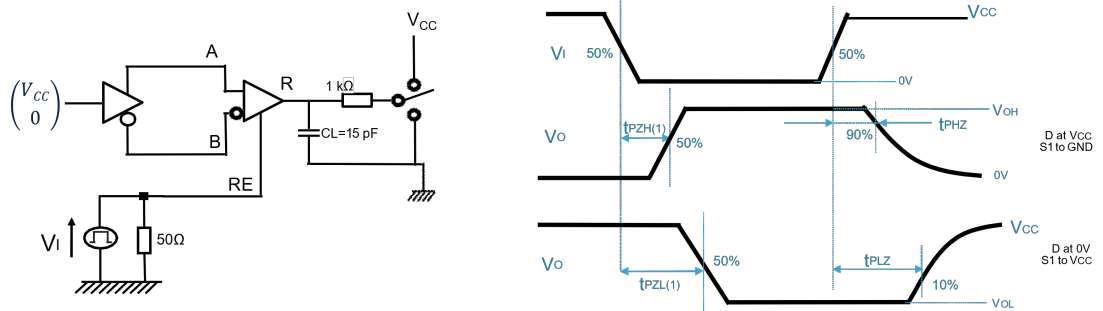 VCC
A
R
1 kΩ
VCC
0
CL=15 pF
B
RE
VI
50Ω
VCC
VI
50%
50%
0V
VOH
tPZH(1)
tPHZ
VO
50%
90%
D at VCC
S1 to GND
0V
VCC
VO
50%
D at 0V
S1 to VCC
tPZL(1)
tPLZ
10%
VOL